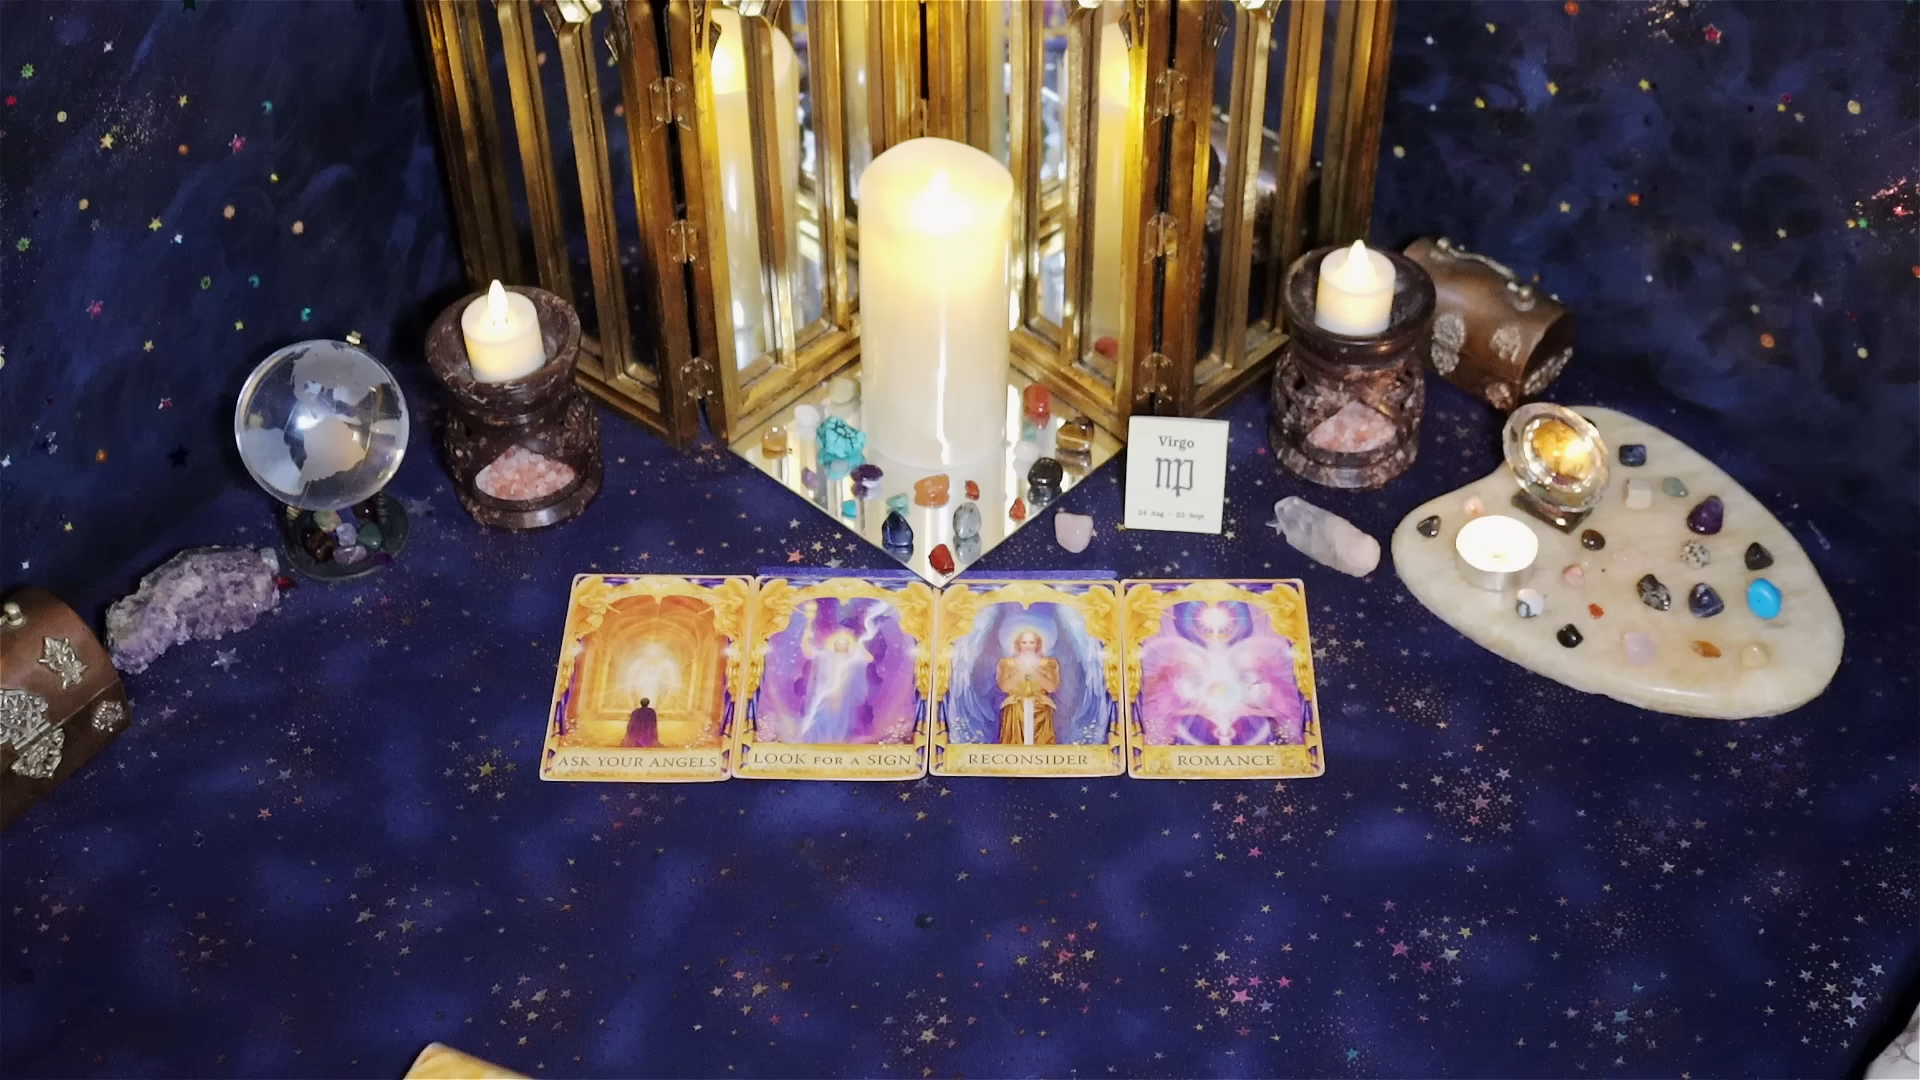 Virgo
♍
24 Aug - 23 Sept
ASK YOUR ANGELS
LOOK FOR A SIGN
RECONSIDER
ROMANCE